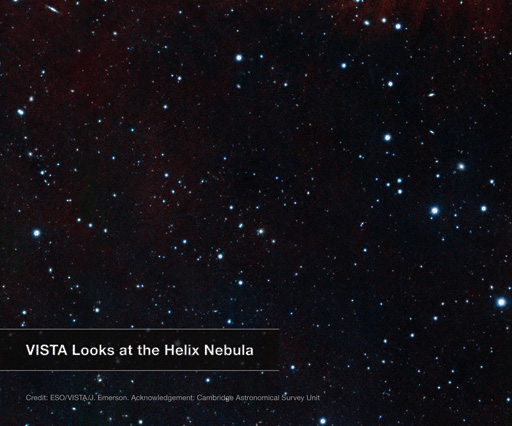 VISTA Looks at the Helix Nebula
Credit: ESO/VISTA/J. Emerson. Acknowledgement: Cambridge Astronomical Survey Unit